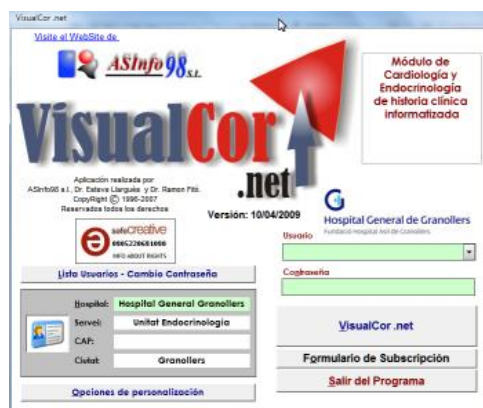 VisualCor .net
Visite el WebSite de
ASInfo 98 S.L.
Módulo de
Cardiología y
Endocrinología
de historia clínica
informatizada
VisualCor
.net
Aplicación
realizada por
ASInfo98 s.l., Dr. Esteve
Llargués y Dr. Ramon Fitó.
CopyRight © 1996-2007
Reservados todos los derechos
Versión: 10/04/2009
Hospital General de Granollers
Fundació Hospital Asil de Granollers
safeCreative
0905220681090
INFO ABOUT RIGHTS
Usuario
Contraseña
Lista Usuarios - Cambio Contraseña
Hospital: Hospital General Granollers
Servei: Unitat Endocrinologia
CAP:
Ciutat: Granollers
VisualCor .net
Formulario de Subscripción
Opciones de personalización
Salir del Programa